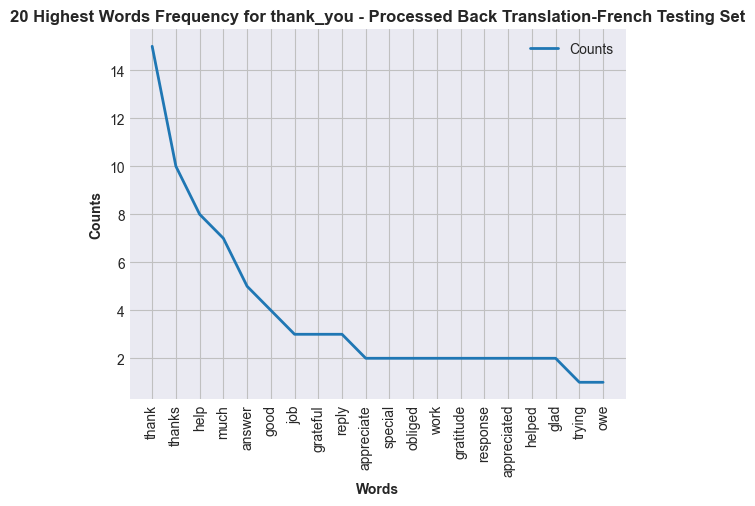 20 Highest Words Frequency for thank_you - Processed Back Translation-French Testing Set
Counts
14
12
10
8
6
4
2
Counts
thank
thanks
help
much
answer
good
job
grateful
reply
appreciate
special
obliged
work
gratitude
response
appreciated
helped
glad
trying
owe
Words